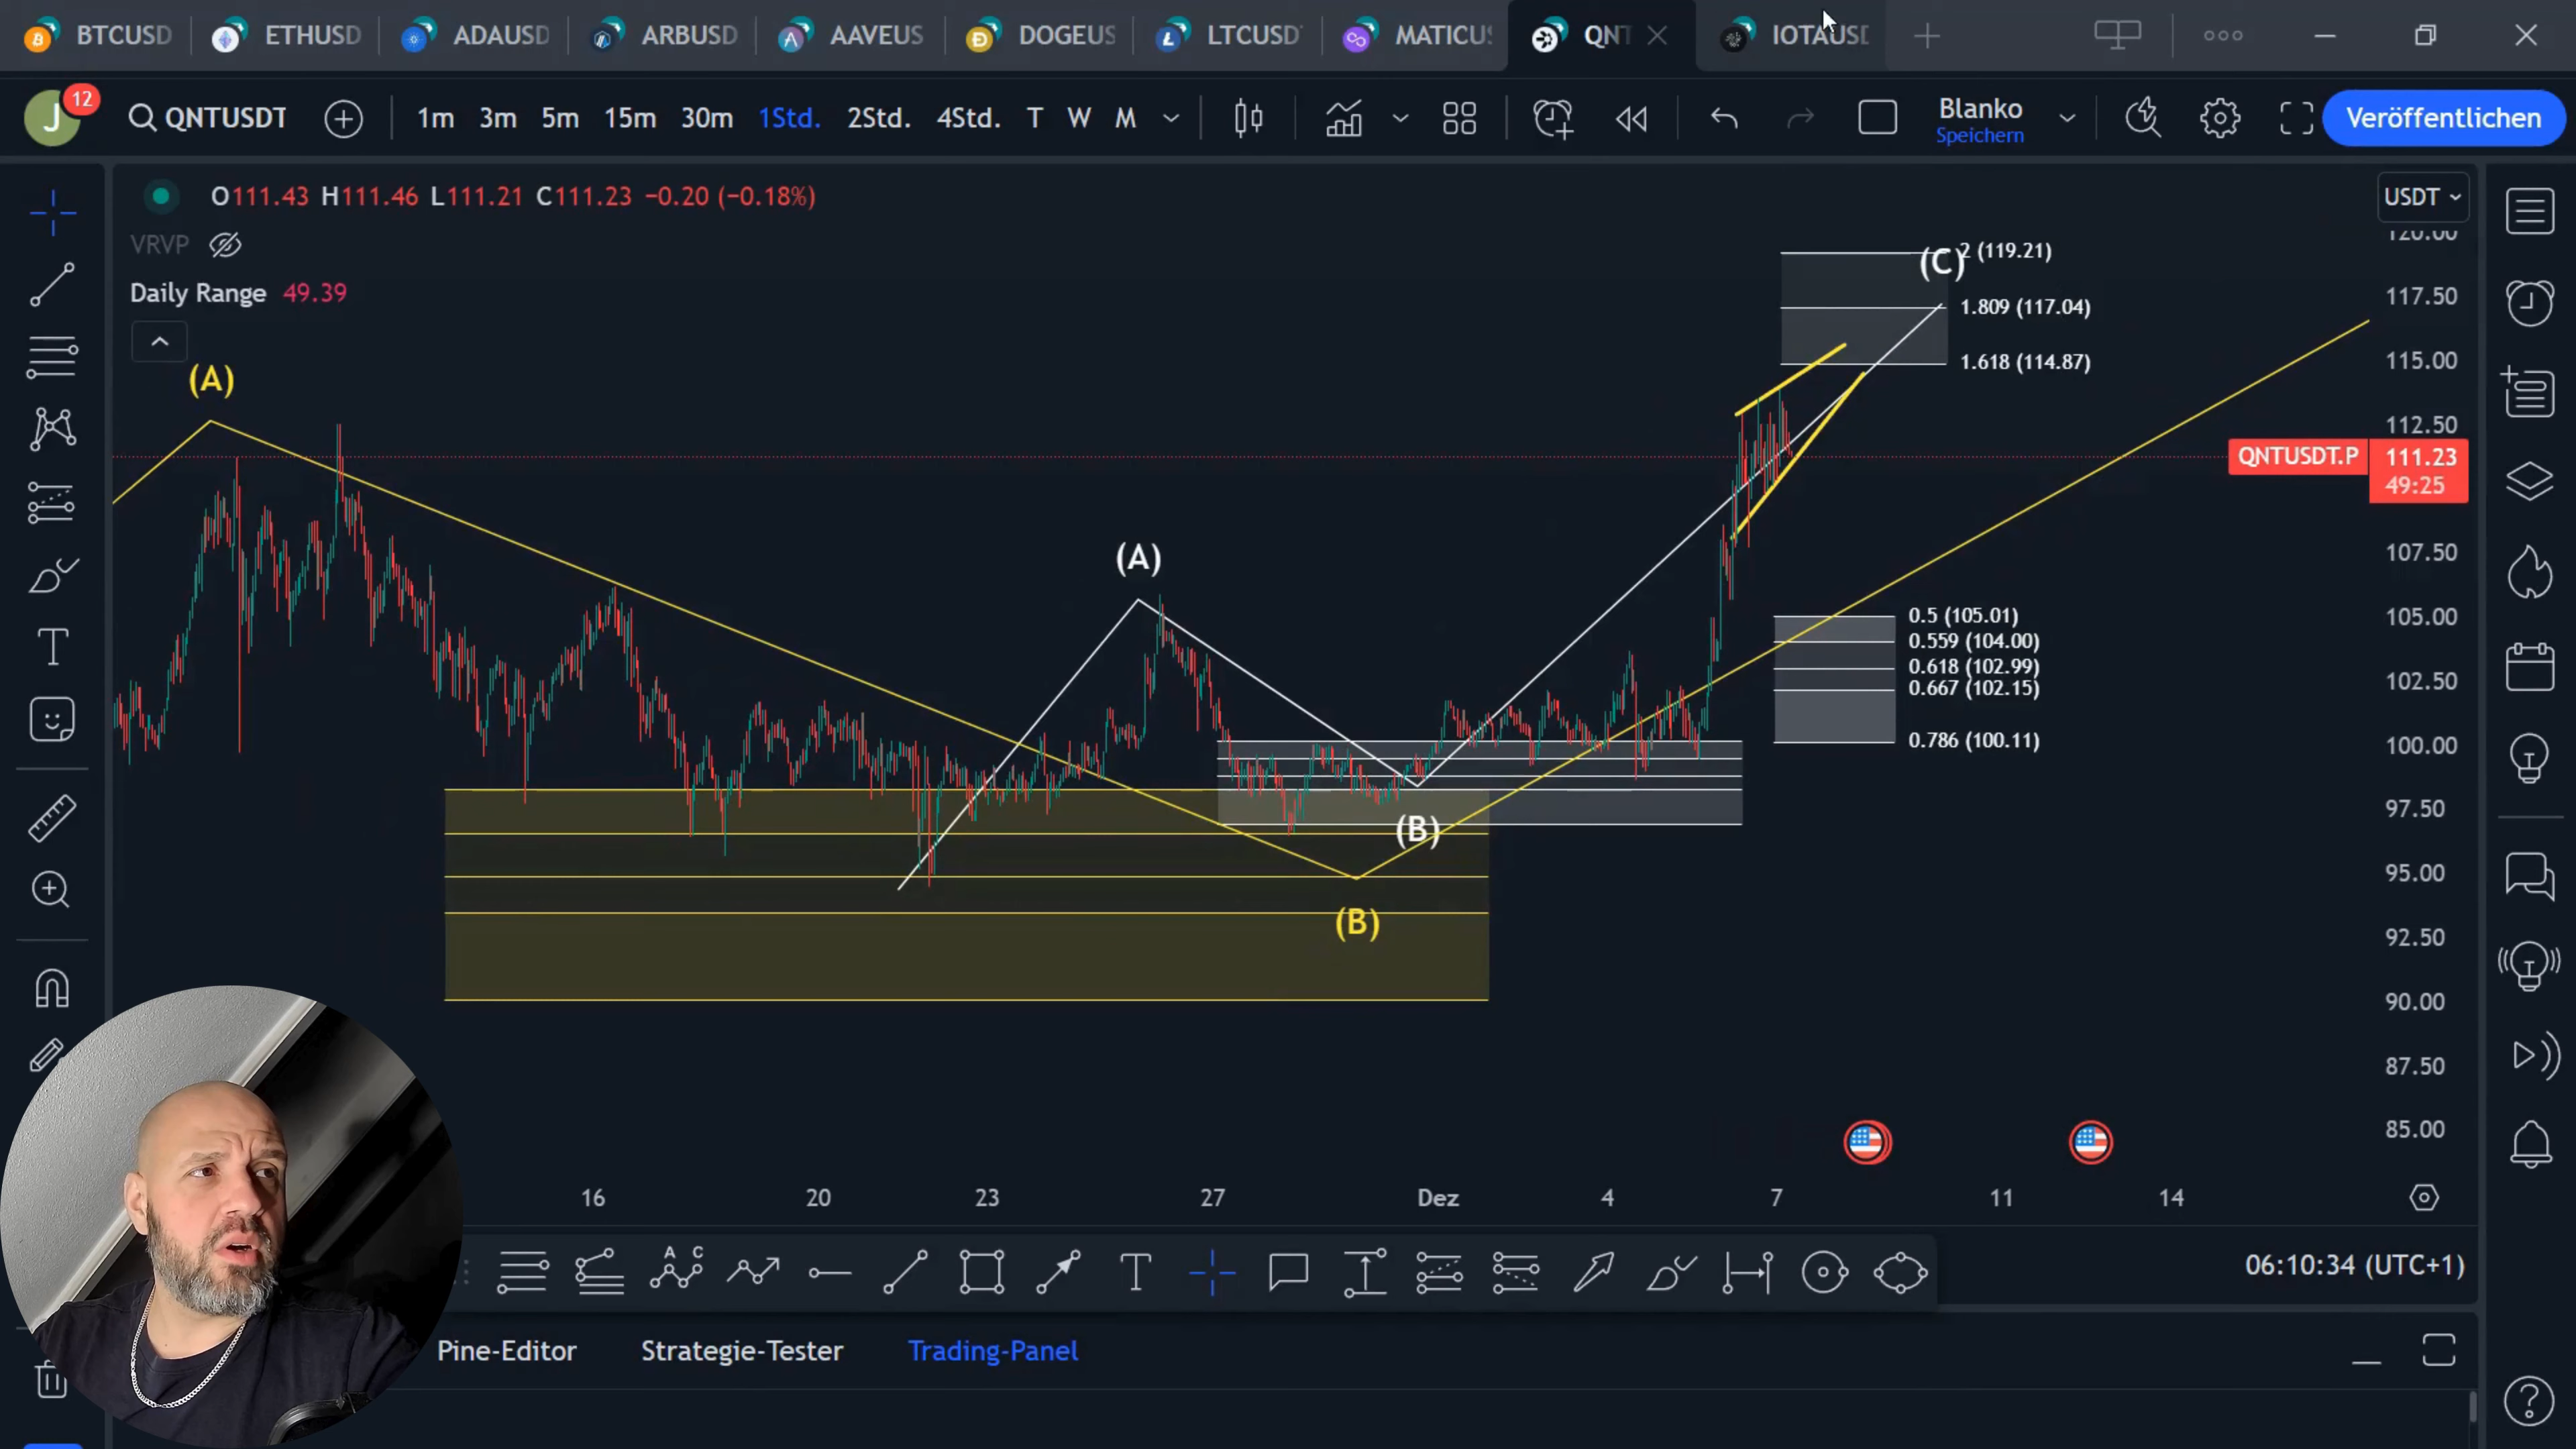 BTCUSD ETHUSD ADAUSD ARBUSD AAVEUS DOGEUS LTCUSD MATICUS QNT IOTAUSD
J 12 QNTUSDT 1m 3m 5m 15m 30m 1Std. 2Std. 4Std. T W M Blanko Speichern Veröffentlichen
O111.43 H111.46 L111.21 C111.23 −0.20 (−0.18%)
USDT
VRVP
120.00
Daily Range 49.39
(C) 2 (119.21)
117.50
1.809 (117.04)
115.00
1.618 (114.87)
(A)
112.50
QNTUSDT.P 111.23
49:25
(A)
107.50
105.00
0.5 (105.01)
0.559 (104.00)
0.618 (102.99)
0.667 (102.15)
102.50
0.786 (100.11)
100.00
97.50
(B)
95.00
(B)
92.50
90.00
87.50
85.00
16 20 23 27 Dez 4 7 11 14
A C T
06:10:34 (UTC+1)
Pine-Editor Strategie-Tester Trading-Panel